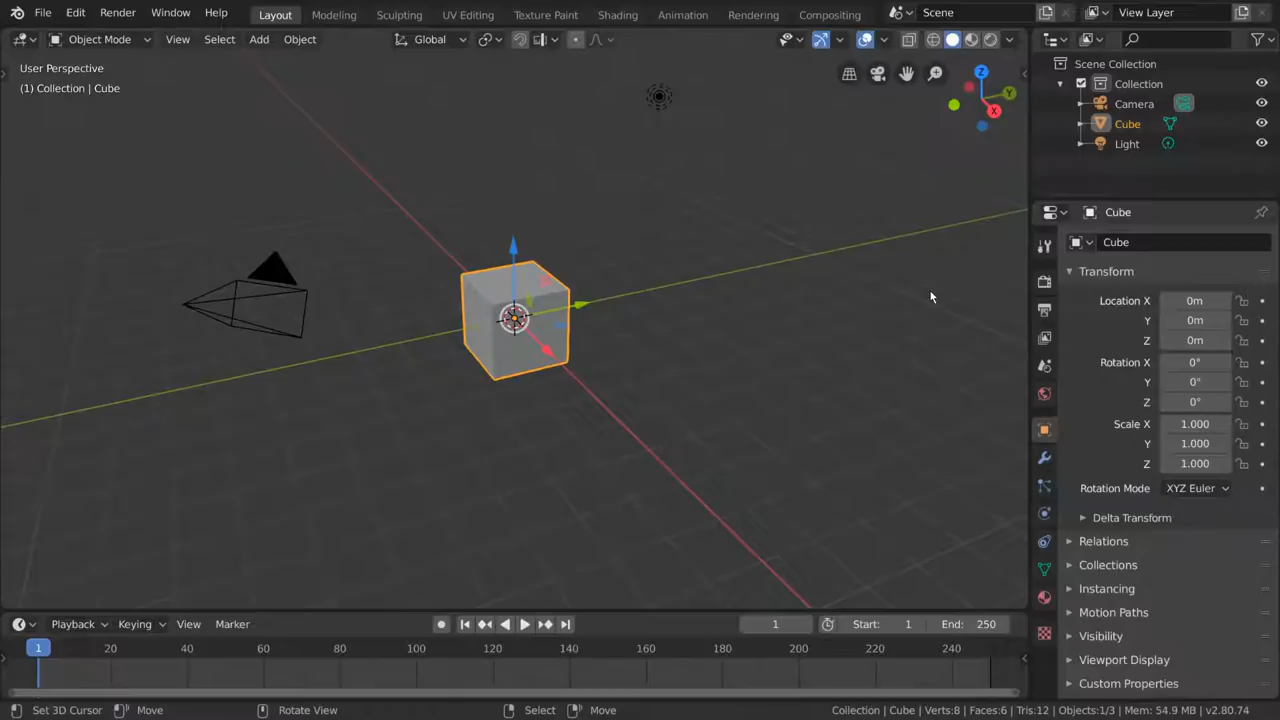 File Edit Render Window Help Layout Modeling Sculpting UV Editing Texture Paint Shading Animation Rendering Compositing Scene View Layer
Object Mode View Select Add Object Global
User Perspective
(1) Collection | Cube
Z
Y
X
Scene Collection
Collection
Camera
Cube
Light
Cube
Cube
Transform
Location X 0m
Y 0m
Z 0m
Rotation X 0°
Y 0°
Z 0°
Scale X 1.000
Y 1.000
Z 1.000
Rotation Mode XYZ Euler
Delta Transform
Relations
Collections
Instancing
Motion Paths
Visibility
Viewport Display
Custom Properties
Playback Keying View Marker 1 Start: 1 End: 250
1 20 40 60 80 100 120 140 160 180 200 220 240
Set 3D Cursor Move Rotate View Select Move Collection | Cube | Verts:8 | Faces:6 | Tris:12 | Objects:1/3 | Mem: 54.9 MB | v2.80.74